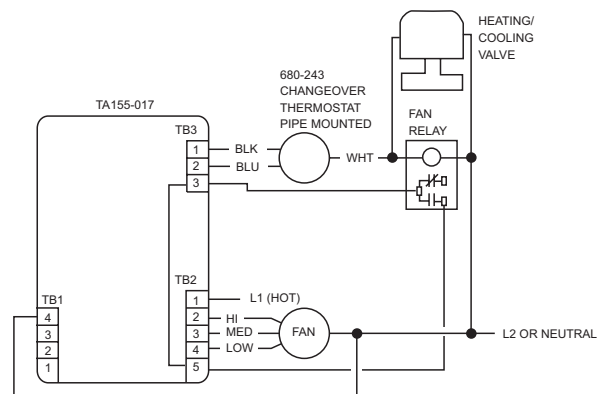 HEATING/
COOLING
VALVE
680-243
CHANGEOVER
THERMOSTAT
PIPE MOUNTED
TA155-017
FAN
RELAY
TB3
1 BLK
2 BLU
WHT
3
TB2
TB1
1 L1 (HOT)
4
2 HI
3
3 MED
FAN
L2 OR NEUTRAL
2
4 LOW
1
5